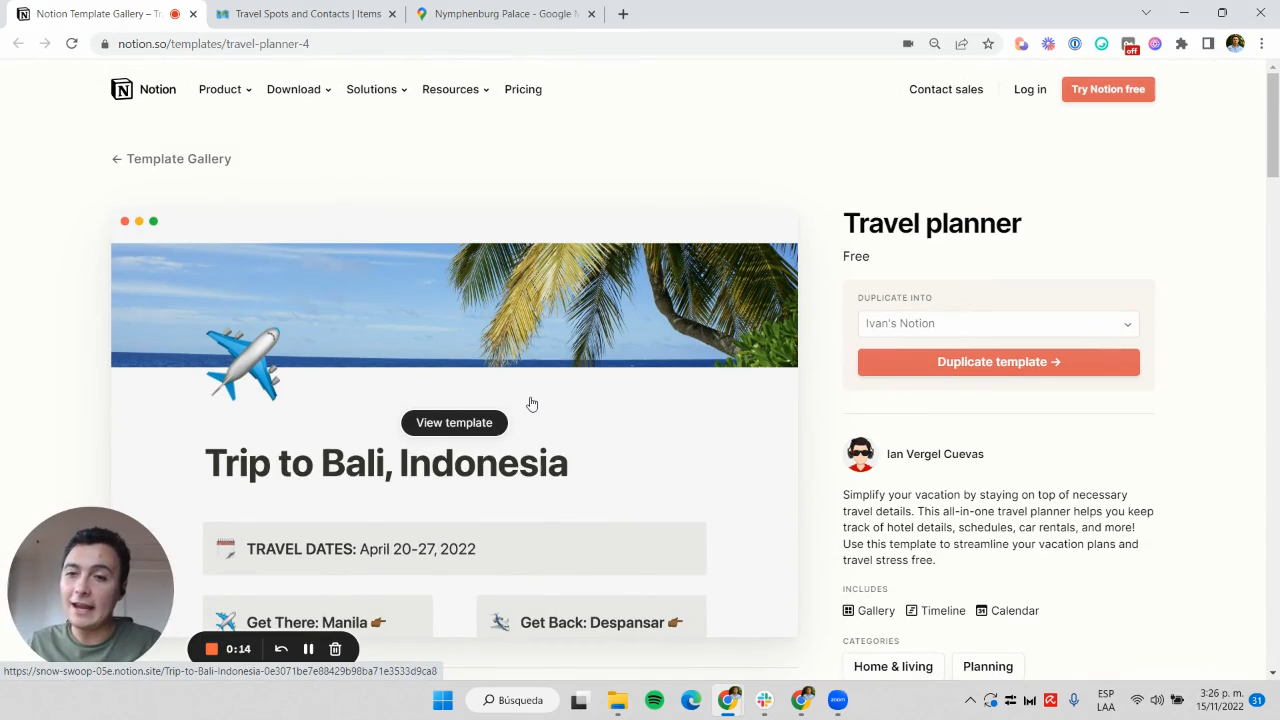 Notion Template Gallery – Tr
Travel Spots and Contacts | Items
Nymphenburg Palace - Google M
notion.so/templates/travel-planner-4
off
Notion
Product
Download
Solutions
Resources
Pricing
Contact sales
Log in
Try Notion free
← Template Gallery
Travel planner
Free
DUPLICATE INTO
Ivan's Notion
Duplicate template →
View template
Trip to Bali, Indonesia
TRAVEL DATES: April 20-27, 2022
Get There: Manila
Get Back: Despansar
Ian Vergel Cuevas
Simplify your vacation by staying on top of necessary
travel details. This all-in-one travel planner helps you keep
track of hotel details, schedules, car rentals, and more!
Use this template to streamline your vacation plans and
travel stress free.
INCLUDES
Gallery
Timeline
Calendar
CATEGORIES
Home & living
Planning
0:14
https://snow-swoop-05e.notion.site/Trip-to-Bali-Indonesia-0e3071be7e88429b98ba71e3533d9ca8
Búsqueda
ESP
LAA
3:26 p. m.
15/11/2022
31